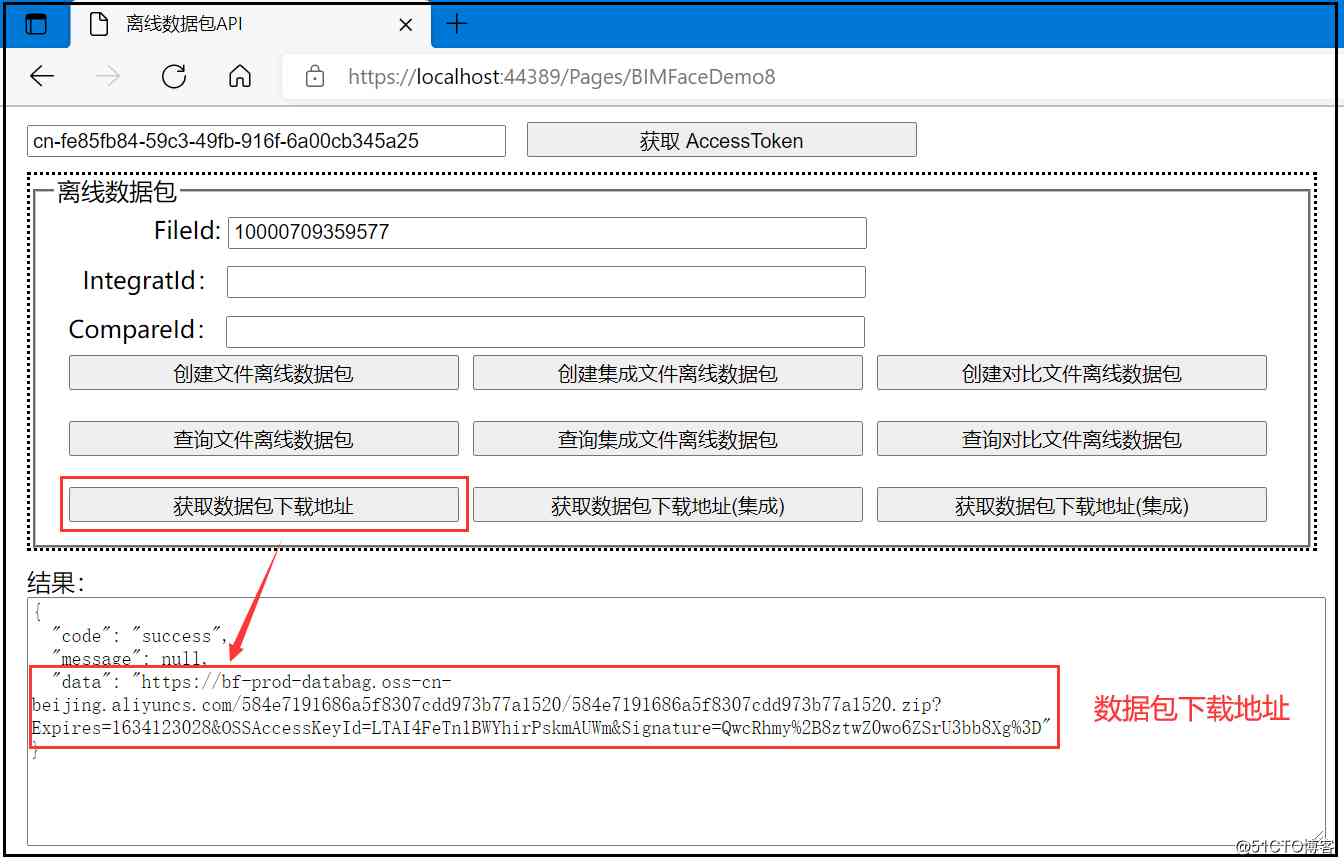 离线数据包API
https://localhost:44389/Pages/BIMFaceDemo8
cn-fe85fb84-59c3-49fb-916f-6a00cb345a25 获取 AccessToken
离线数据包
FileId: 10000709359577
IntegratId：
CompareId：
创建文件离线数据包 创建集成文件离线数据包 创建对比文件离线数据包
查询文件离线数据包 查询集成文件离线数据包 查询对比文件离线数据包
获取数据包下载地址 获取数据包下载地址(集成) 获取数据包下载地址(集成)
结果：
{
"code": "success",
"message": null,
"data": "https://bf-prod-databag.oss-cn-
beijing.aliyuncs.com/584e7191686a5f8307cdd973b77a1520/584e7191686a5f8307cdd973b77a1520.zip?
Expires=1634123028&OSSAccessKeyId=LTAI4FeTn1BWYhirPskmAUWm&Signature=QwcRhmy%2B8ztwZ0wo6ZSrU3bb8Xg%3D"
}
数据包下载地址
@51CTO博客